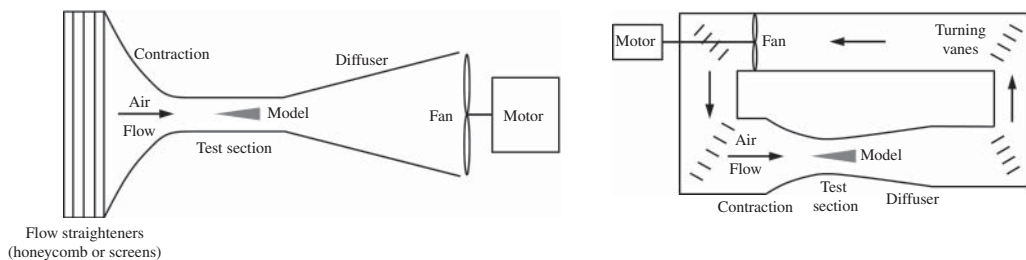 Contraction
Diffuser
Air
Flow
Model
Fan
Motor
Test section
Flow straighteners
(honeycomb or screens)
Motor
Fan
Turning
vanes
Air
Flow
Model
Contraction
Test
section
Diffuser